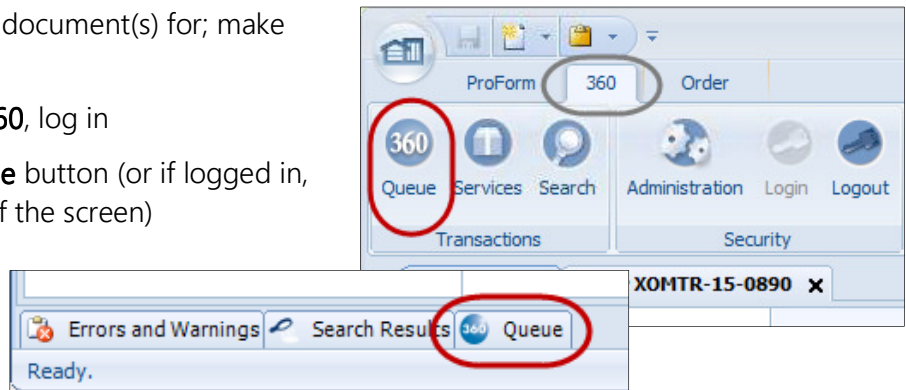 document(s) for; make
60, log in
e button (or if logged in,
f the screen)
ProForm 360 Order
360
Queue Services Search Administration Login Logout
Transactions Security
XOMTR-15-0890
Errors and Warnings Search Results 360 Queue
Ready.